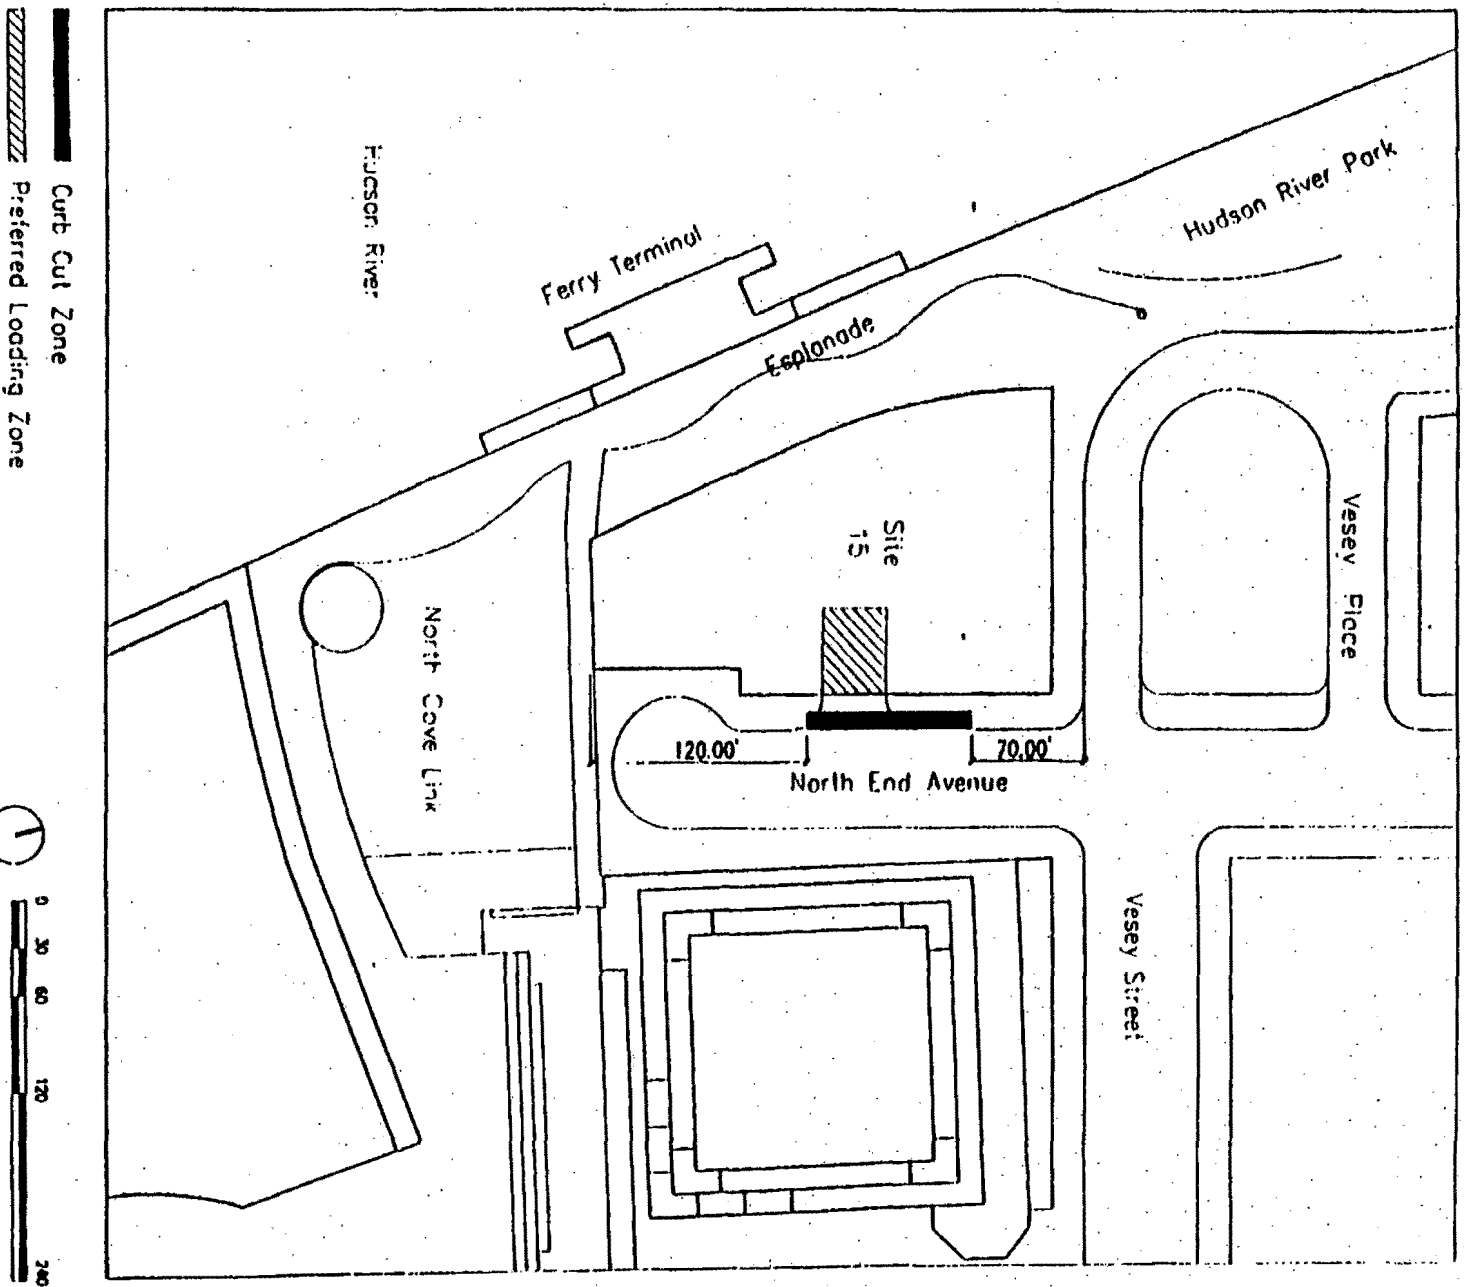 Curb Cut Zone
Preferred Loading Zone
Hudson River
Ferry Terminal
Esplanade
Hudson River Park
Site
15
Vesey Place
North Cove Link
120.00'
70.00'
North End Avenue
Vesey Street
0
30
60
120
240